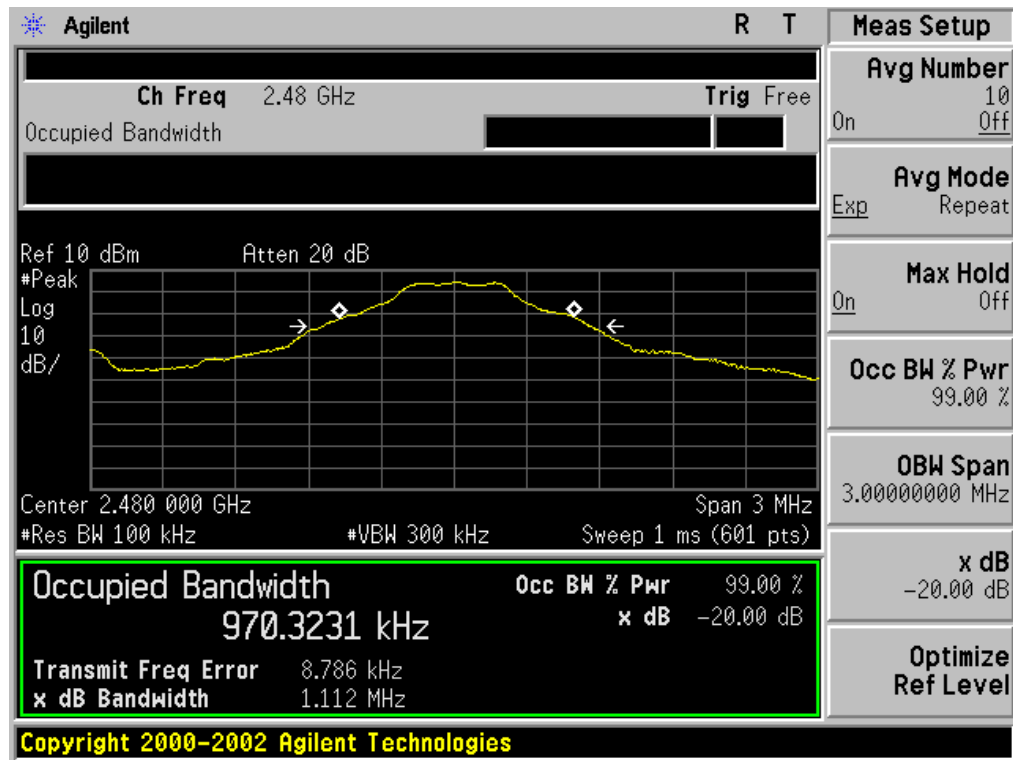 Agilent R T
Ch Freq 2.48 GHz Trig Free
Occupied Bandwidth
Ref 10 dBm Atten 20 dB
#Peak
Log
10
dB/
Center 2.480 000 GHz Span 3 MHz
#Res BW 100 kHz #VBW 300 kHz Sweep 1 ms (601 pts)
Occupied Bandwidth Occ BW % Pwr 99.00 %
970.3231 kHz x dB -20.00 dB
Transmit Freq Error 8.786 kHz
x dB Bandwidth 1.112 MHz
Copyright 2000-2002 Agilent Technologies
Meas Setup
Avg Number
10
On Off
Avg Mode
Exp Repeat
Max Hold
On Off
Occ BW % Pwr
99.00 %
OBW Span
3.00000000 MHz
x dB
-20.00 dB
Optimize
Ref Level